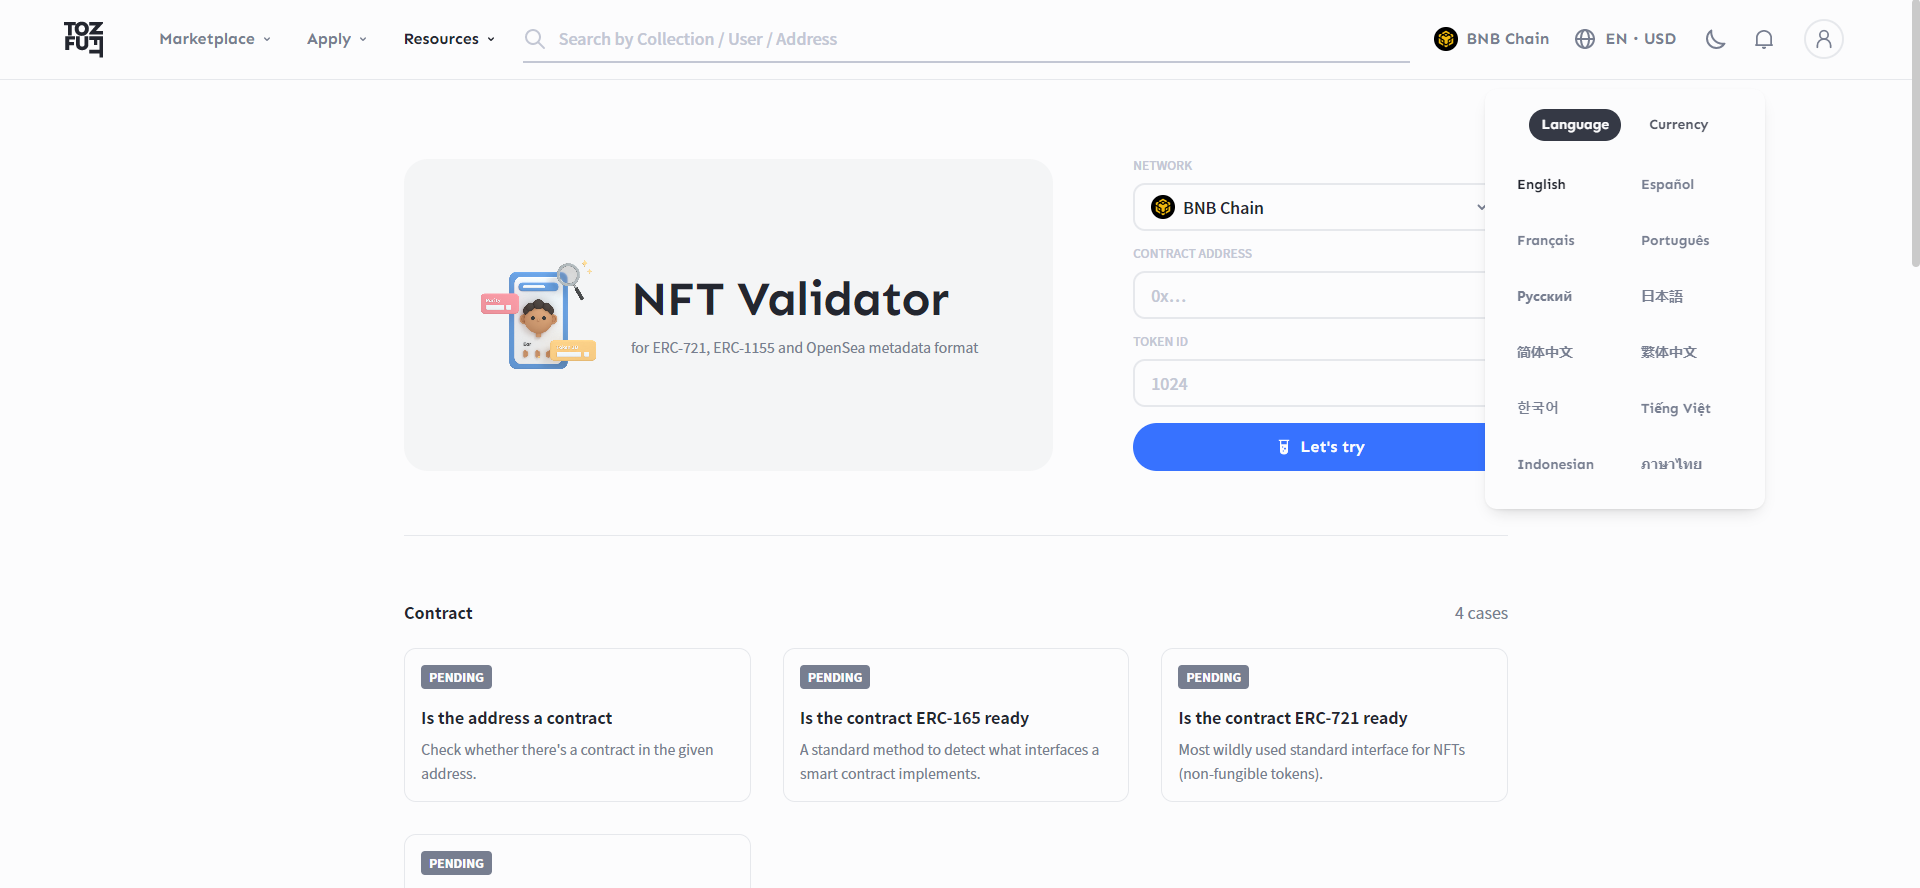 TOZ
FUT
Marketplace
Apply
Resources
Search by Collection / User / Address
BNB Chain
EN · USD
Language
Currency
English
Español
Français
Português
Русский
日本語
简体中文
繁体中文
한국어
Tiếng Việt
Indonesian
ภาษาไทย
NFT Validator
for ERC-721, ERC-1155 and OpenSea metadata format
NETWORK
BNB Chain
CONTRACT ADDRESS
0x...
TOKEN ID
1024
Let's try
Contract
4 cases
PENDING
Is the address a contract
Check whether there's a contract in the given
address.
PENDING
Is the contract ERC-165 ready
A standard method to detect what interfaces a
smart contract implements.
PENDING
Is the contract ERC-721 ready
Most wildly used standard interface for NFTs
(non-fungible tokens).
PENDING